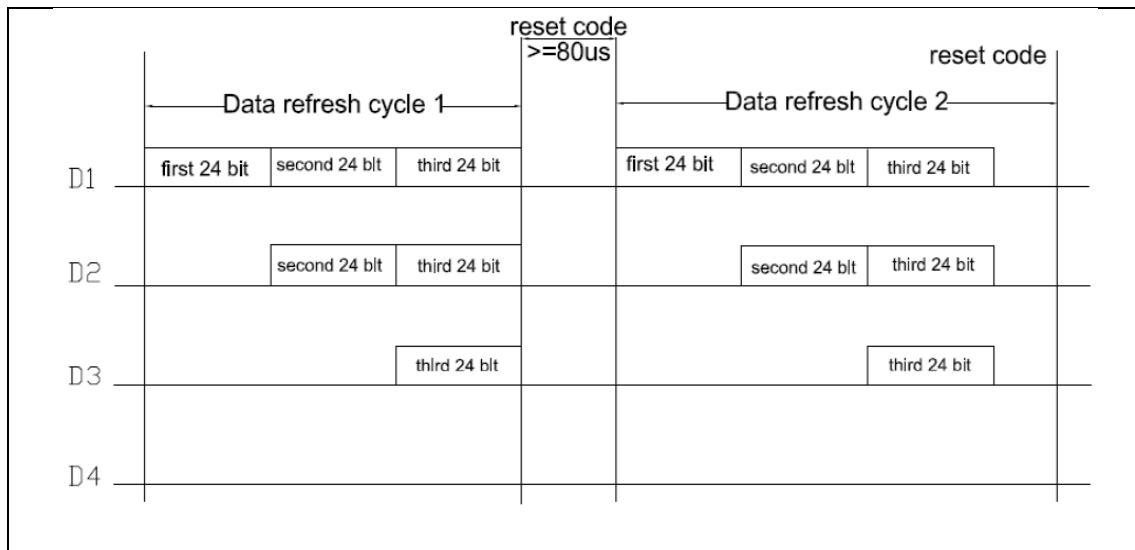 reset code
>=80us
reset code
Data refresh cycle 1
Data refresh cycle 2
D1
first 24 bit
second 24 blt
third 24 bit
first 24 bit
second 24 blt
third 24 bit
D2
second 24 blt
third 24 bit
second 24 blt
third 24 bit
D3
thlrd 24 blt
third 24 bit
D4